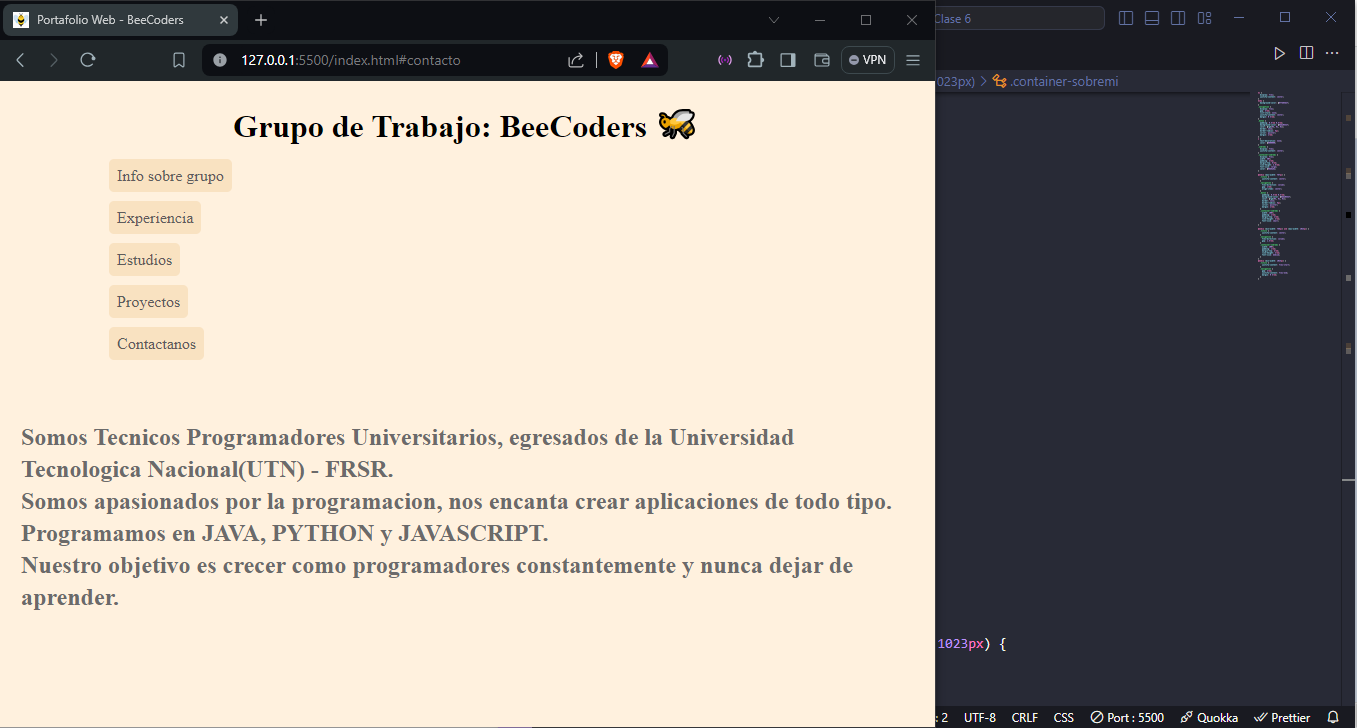 Portafolio Web - BeeCoders
Clase 6
127.0.0.1:5500/index.html#contacto
VPN
023px) > .container-sobremi
Grupo de Trabajo: BeeCoders
Info sobre grupo
Experiencia
Estudios
Proyectos
Contactanos
Somos Tecnicos Programadores Universitarios, egresados de la Universidad
Tecnologica Nacional(UTN) - FRSR.
Somos apasionados por la programacion, nos encanta crear aplicaciones de todo tipo.
Programamos en JAVA, PYTHON y JAVASCRIPT.
Nuestro objetivo es crecer como programadores constantemente y nunca dejar de
aprender.
1023px) {
: 2 UTF-8 CRLF CSS Port : 5500 Quokka Prettier